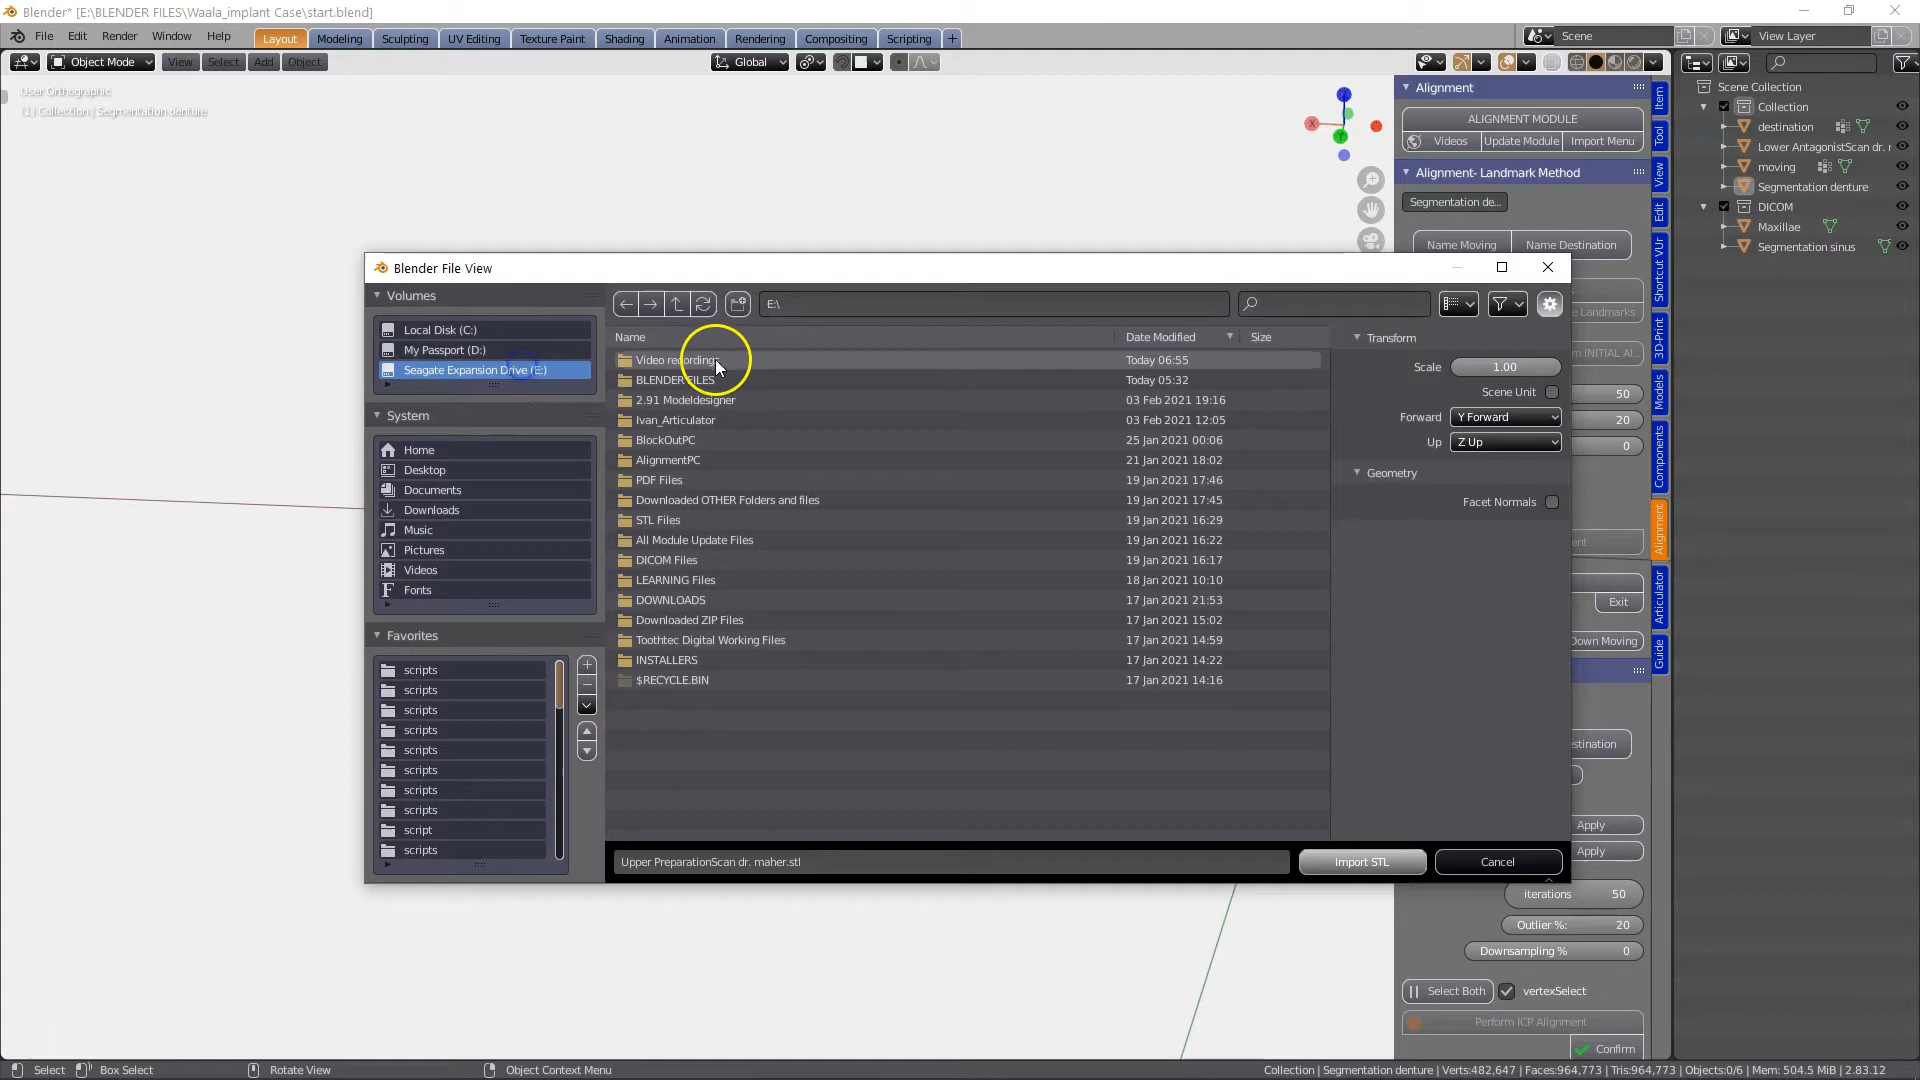 Blender* [E:\BLENDER FILES\Waala_implant Case\start.blend]
File Edit Render Window Help Layout Modeling Sculpting UV Editing Texture Paint Shading Animation Rendering Compositing Scripting + Scene View Layer
Object Mode View Select Add Object Global
User Orthographic
(1) Collection | Segmentation denture
X
Alignment
ALIGNMENT MODULE
Videos Update Module Import Menu
Alignment- Landmark Method
Segmentation de...
Name Moving Name Destination
e Landmarks
m INITIAL Al...
50
20
0
ent
Exit
Down Moving
estination
Apply
Apply
iterations 50
Outlier %: 20
Downsampling % 0
Select Both vertexSelect
Perform ICP Alignment
Confirm
Item
Tool
View
Edit
Shortcut VUr
3D-Print
Models
Components
Alignment
Articulator
Guide
Scene Collection
Collection
destination
Lower AntagonistScan dr. r
moving
Segmentation denture
DICOM
Maxillae
Segmentation sinus
Blender File View
Volumes
Local Disk (C:)
My Passport (D:)
Seagate Expansion Drive (E:)
System
Home
Desktop
Documents
Downloads
Music
Pictures
Videos
Fonts
Favorites
scripts
scripts
scripts
scripts
scripts
scripts
scripts
scripts
script
scripts
E:\
Name Date Modified Size
Video recordings Today 06:55
BLENDER FILES Today 05:32
2.91 Modeldesigner 03 Feb 2021 19:16
Ivan_Articulator 03 Feb 2021 12:05
BlockOutPC 25 Jan 2021 00:06
AlignmentPC 21 Jan 2021 18:02
PDF Files 19 Jan 2021 17:46
Downloaded OTHER Folders and files 19 Jan 2021 17:45
STL Files 19 Jan 2021 16:29
All Module Update Files 19 Jan 2021 16:22
DICOM Files 19 Jan 2021 16:17
LEARNING Files 18 Jan 2021 10:10
DOWNLOADS 17 Jan 2021 21:53
Downloaded ZIP Files 17 Jan 2021 15:02
Toothtec Digital Working Files 17 Jan 2021 14:59
INSTALLERS 17 Jan 2021 14:22
$RECYCLE.BIN 17 Jan 2021 14:16
Transform
Scale 1.00
Scene Unit
Forward Y Forward
Up Z Up
Geometry
Facet Normals
Upper PreparationScan dr. maher.stl Import STL Cancel
Select Box Select Rotate View Object Context Menu Collection | Segmentation denture | Verts:482,647 | Faces:964,773 | Tris:964,773 | Objects:0/6 | Mem: 504.5 MiB | 2.83.12